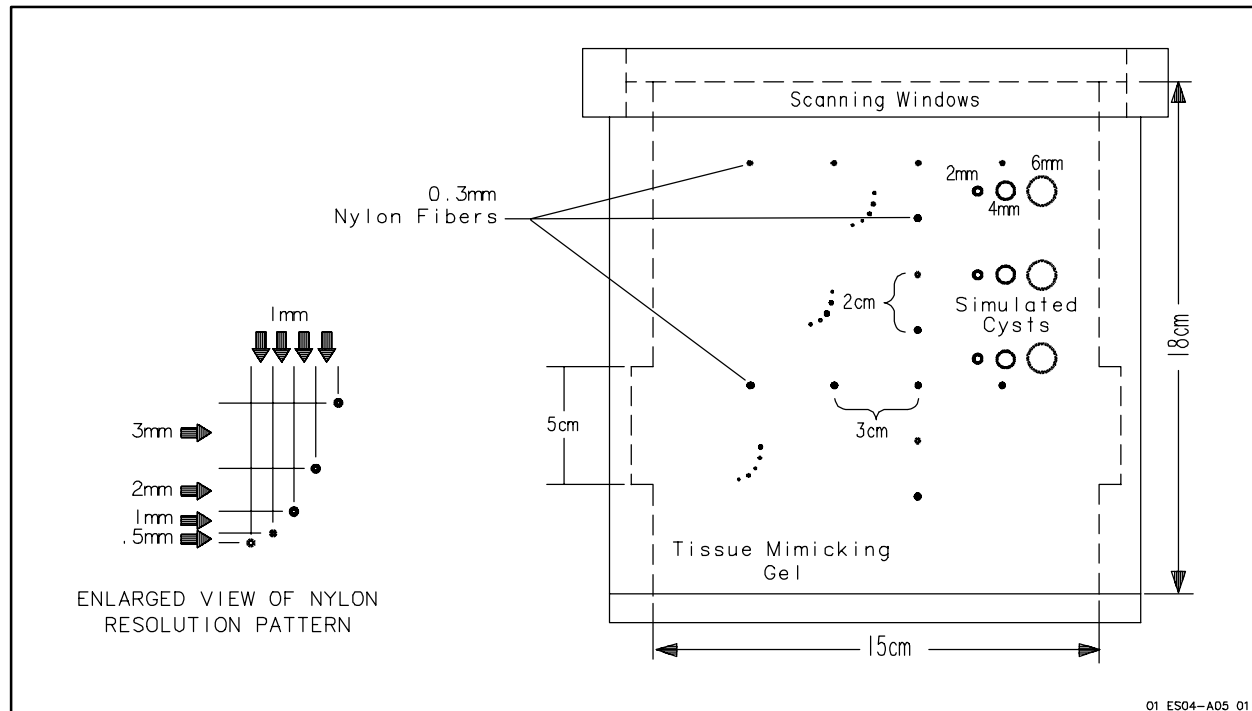 Scanning Windows
0.3mm
Nylon Fibers
2mm
4mm
6mm
2cm
Simulated
Cysts
18cm
5cm
3cm
Tissue Mimicking
Gel
15cm
1mm
3mm
2mm
1mm
.5mm
ENLARGED VIEW OF NYLON
RESOLUTION PATTERN
01 ES04-A05 01